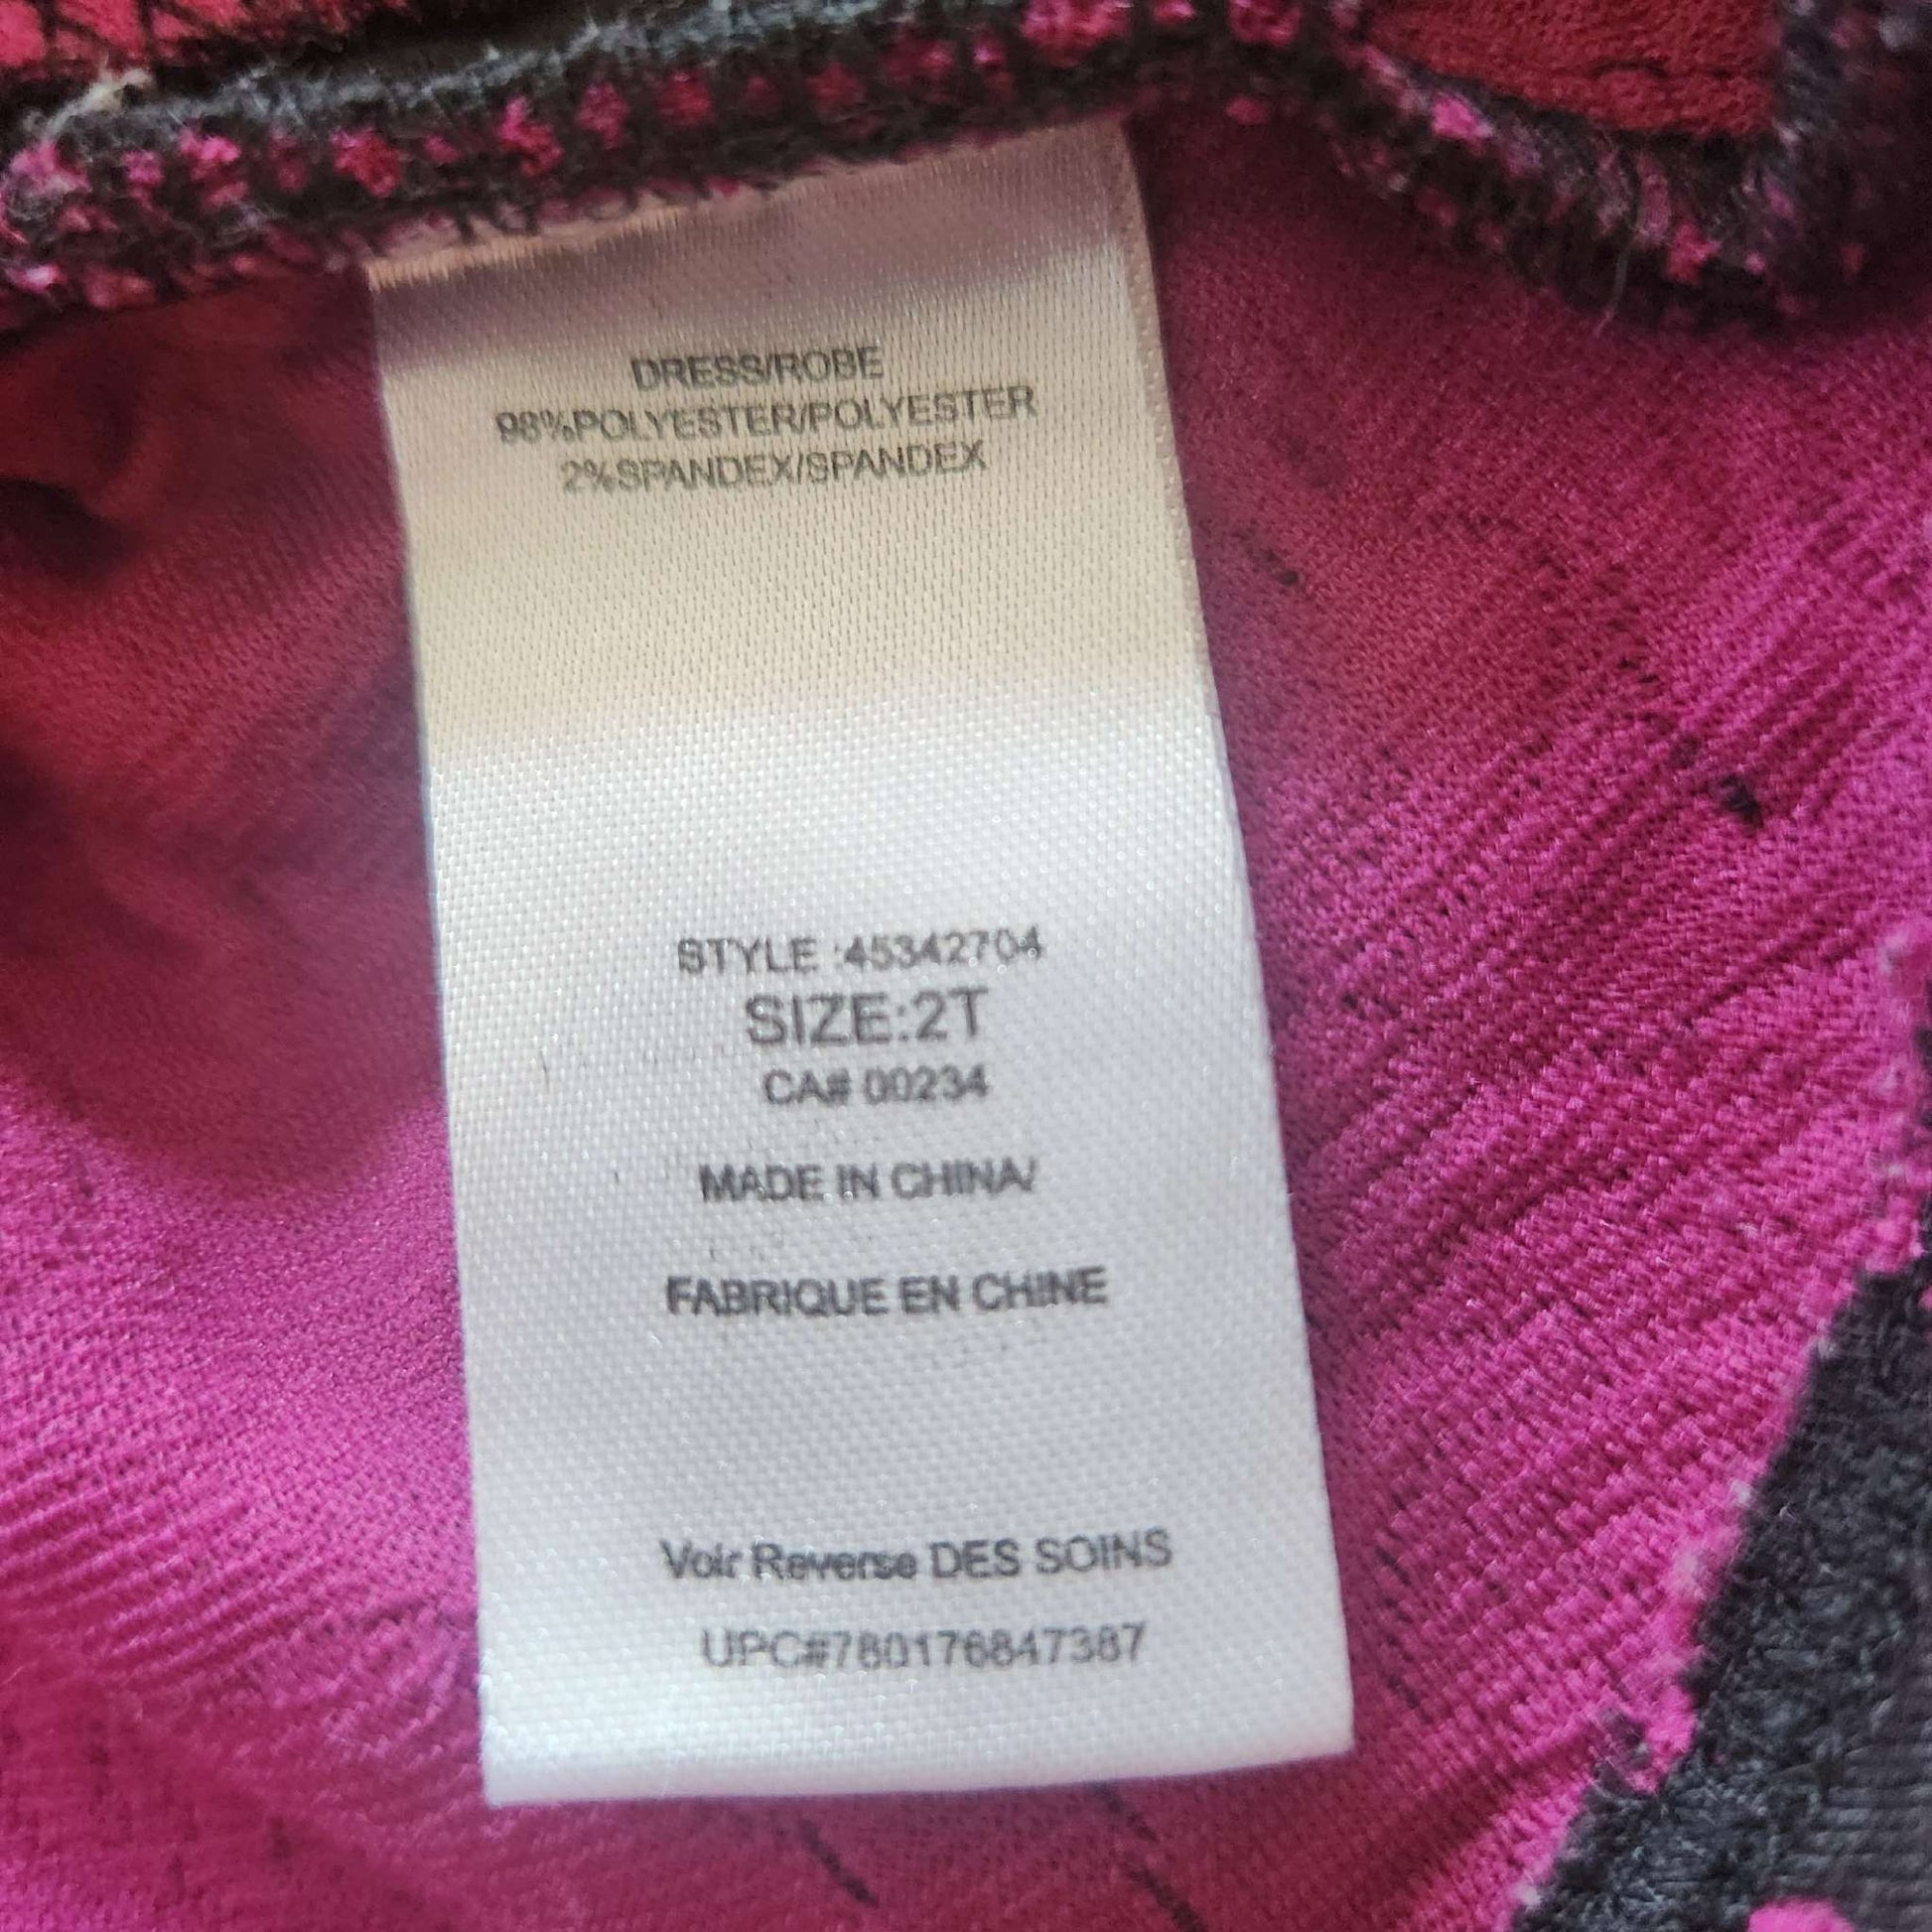 DRESS/ROBE
98%POLYESTER/POLYESTER
2%SPANDEX/SPANDEX
STYLE :45342704
SIZE:2T
CA# 00234
MADE IN CHINA/
FABRIQUE EN CHINE
Voir Reverse DES SOINS
UPC#780176847387